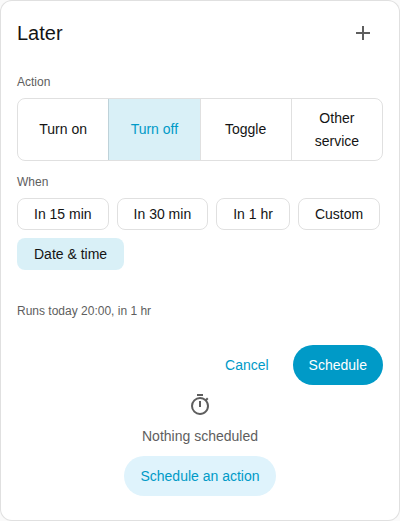 Later
Action
Turn on
Turn off
Toggle
Other
service
When
In 15 min
In 30 min
In 1 hr
Custom
Date & time
Runs today 20:00, in 1 hr
Cancel
Schedule
Nothing scheduled
Schedule an action